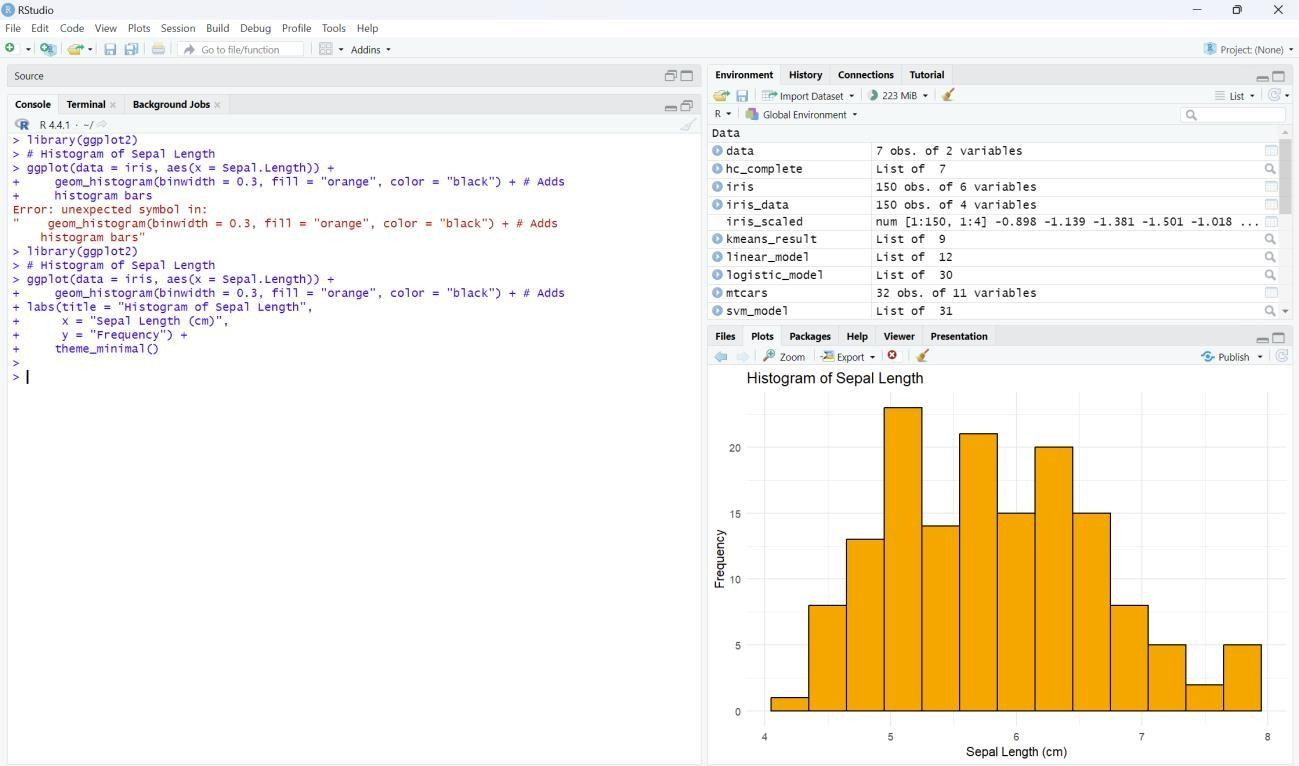 RStudio
File Edit Code View Plots Session Build Debug Profile Tools Help
Go to file/function Addins Project: (None)
Source
Console Terminal Background Jobs
R 4.4.1 · ~/
> library(ggplot2)
> # Histogram of Sepal Length
> ggplot(data = iris, aes(x = Sepal.Length)) +
+ geom_histogram(binwidth = 0.3, fill = "orange", color = "black") + # Adds
+ histogram bars
Error: unexpected symbol in:
" geom_histogram(binwidth = 0.3, fill = "orange", color = "black") + # Adds
histogram bars"
> library(ggplot2)
> # Histogram of Sepal Length
> ggplot(data = iris, aes(x = Sepal.Length)) +
+ geom_histogram(binwidth = 0.3, fill = "orange", color = "black") + # Adds
+ labs(title = "Histogram of Sepal Length",
+ x = "Sepal Length (cm)",
+ y = "Frequency") +
+ theme_minimal()
>
>
Environment History Connections Tutorial
Import Dataset 223 MiB List
R Global Environment
Data
data 7 obs. of 2 variables
hc_complete List of 7
iris 150 obs. of 6 variables
iris_data 150 obs. of 4 variables
iris_scaled num [1:150, 1:4] -0.898 -1.139 -1.381 -1.501 -1.018 ...
kmeans_result List of 9
linear_model List of 12
logistic_model List of 30
mtcars 32 obs. of 11 variables
svm_model List of 31
Files Plots Packages Help Viewer Presentation
Zoom Export Publish
Histogram of Sepal Length
20
15
10
5
0
Frequency
4 5 6 7 8
Sepal Length (cm)